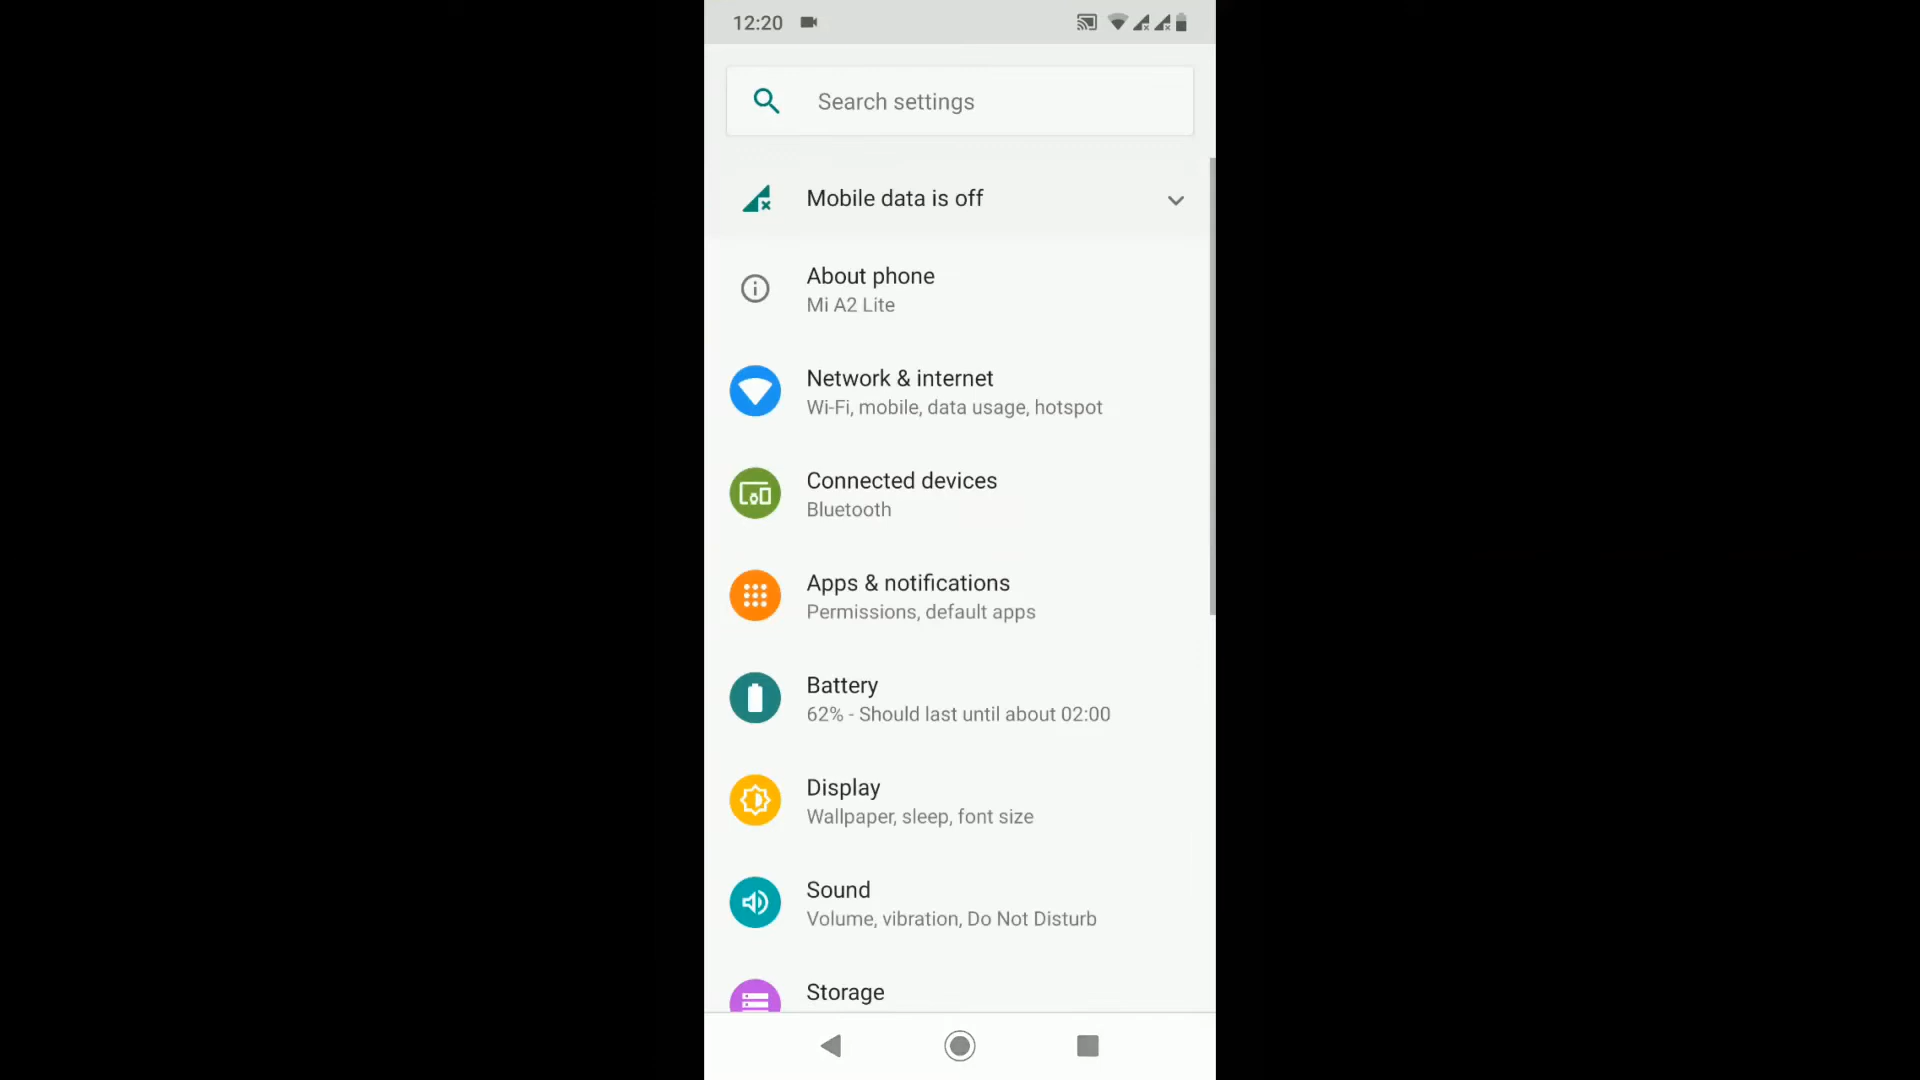 12:20
Search settings
Mobile data is off
About phone
Mi A2 Lite
Network & internet
Wi-Fi, mobile, data usage, hotspot
Connected devices
Bluetooth
Apps & notifications
Permissions, default apps
Battery
62% - Should last until about 02:00
Display
Wallpaper, sleep, font size
Sound
Volume, vibration, Do Not Disturb
Storage